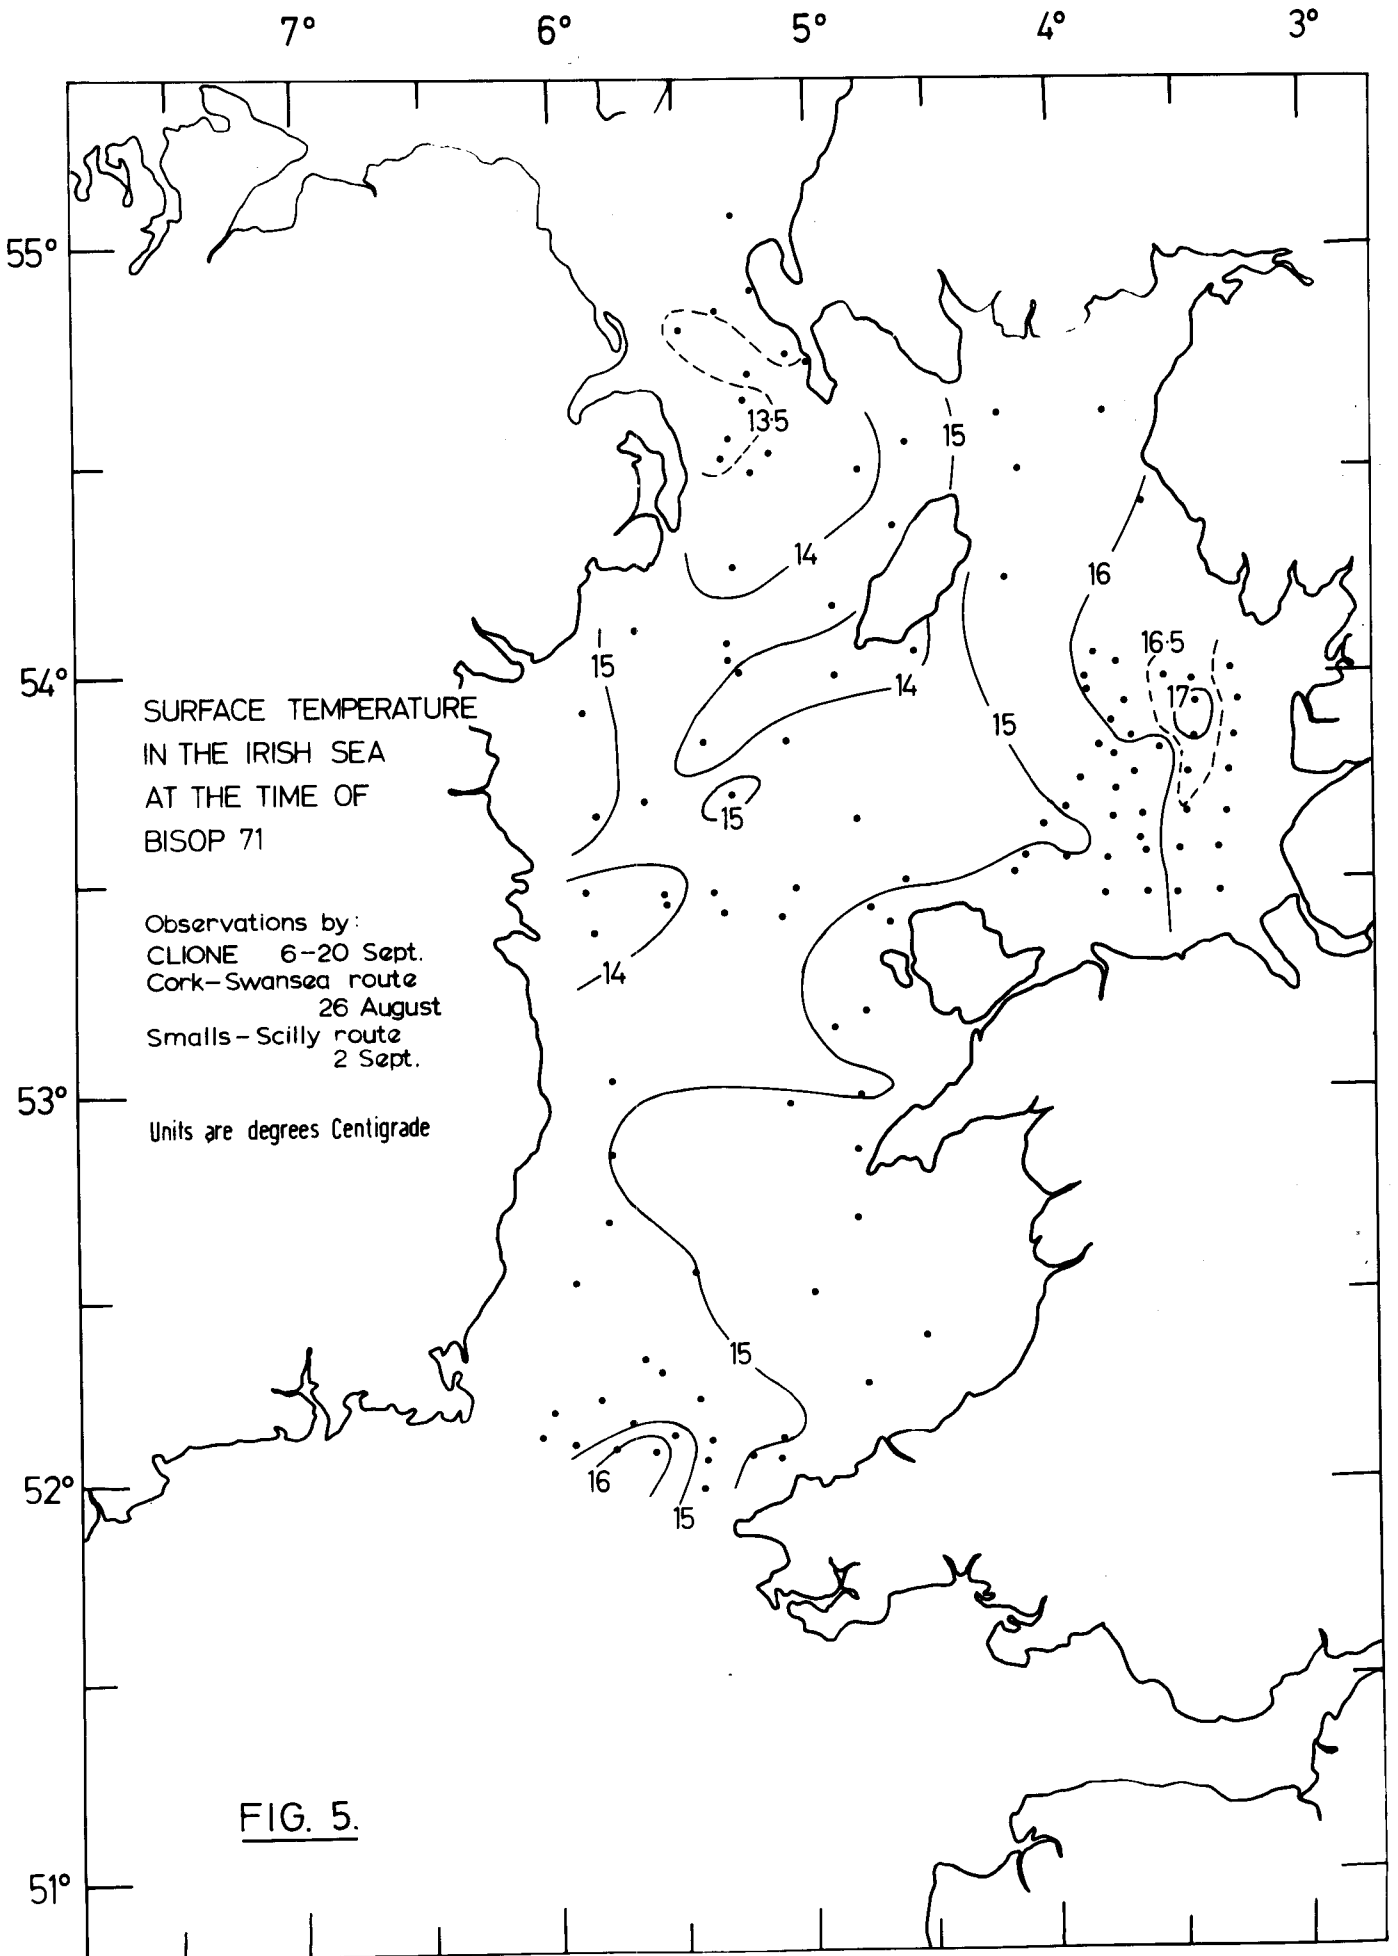 7° 6° 5° 4° 3°
55°
13·5
15
14
16
15
16·5
54°
14
17
15
SURFACE TEMPERATURE
IN THE IRISH SEA
AT THE TIME OF
BISOP 71
15
Observations by:
CLIONE 6-20 Sept.
Cork-Swansea route
26 August
Smalls-Scilly route
2 Sept.
14
53°
Units are degrees Centigrade
15
52°
16
15
FIG. 5.
51°